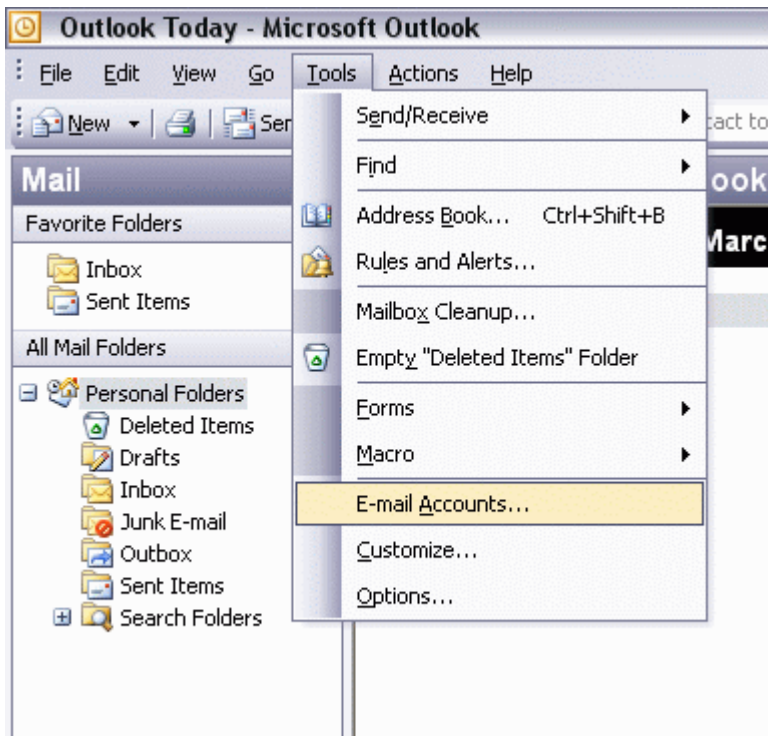 Outlook Today - Microsoft Outlook
File Edit View Go Tools Actions Help
New
Mail
Favorite Folders
Inbox
Sent Items
All Mail Folders
Personal Folders
Deleted Items
Drafts
Inbox
Junk E-mail
Outbox
Sent Items
Search Folders
Send/Receive
Find
Address Book... Ctrl+Shift+B
Rules and Alerts...
Mailbox Cleanup...
Empty "Deleted Items" Folder
Forms
Macro
E-mail Accounts...
Customize...
Options...
to